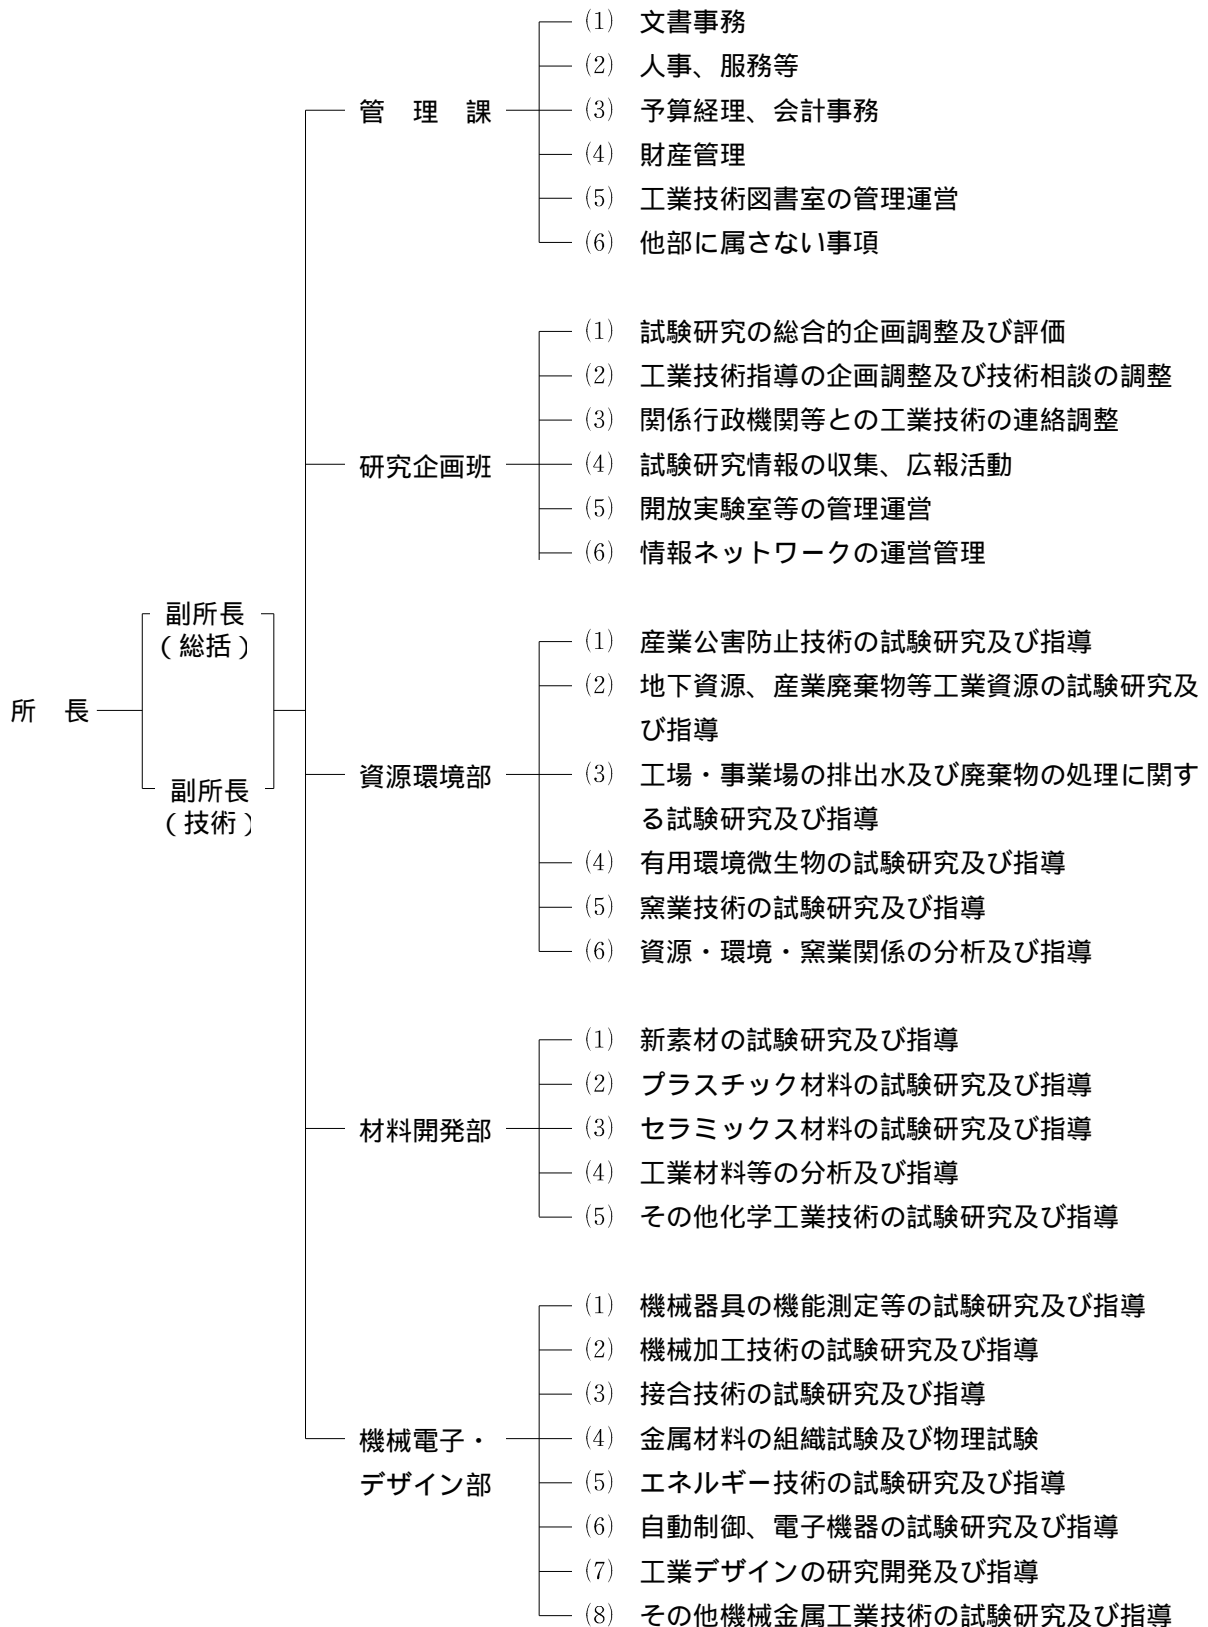 所　長
副所長
（総括）
副所長
（技術）
管　理　課
(1)　文書事務
(2)　人事、服務等
(3)　予算経理、会計事務
(4)　財産管理
(5)　工業技術図書室の管理運営
(6)　他部に属さない事項
研究企画班
(1)　試験研究の総合的企画調整及び評価
(2)　工業技術指導の企画調整及び技術相談の調整
(3)　関係行政機関等との工業技術の連絡調整
(4)　試験研究情報の収集、広報活動
(5)　開放実験室等の管理運営
(6)　情報ネットワークの運営管理
資源環境部
(1)　産業公害防止技術の試験研究及び指導
(2)　地下資源、産業廃棄物等工業資源の試験研究及
び指導
(3)　工場・事業場の排出水及び廃棄物の処理に関す
る試験研究及び指導
(4)　有用環境微生物の試験研究及び指導
(5)　窯業技術の試験研究及び指導
(6)　資源・環境・窯業関係の分析及び指導
材料開発部
(1)　新素材の試験研究及び指導
(2)　プラスチック材料の試験研究及び指導
(3)　セラミックス材料の試験研究及び指導
(4)　工業材料等の分析及び指導
(5)　その他化学工業技術の試験研究及び指導
機械電子・
デザイン部
(1)　機械器具の機能測定等の試験研究及び指導
(2)　機械加工技術の試験研究及び指導
(3)　接合技術の試験研究及び指導
(4)　金属材料の組織試験及び物理試験
(5)　エネルギー技術の試験研究及び指導
(6)　自動制御、電子機器の試験研究及び指導
(7)　工業デザインの研究開発及び指導
(8)　その他機械金属工業技術の試験研究及び指導